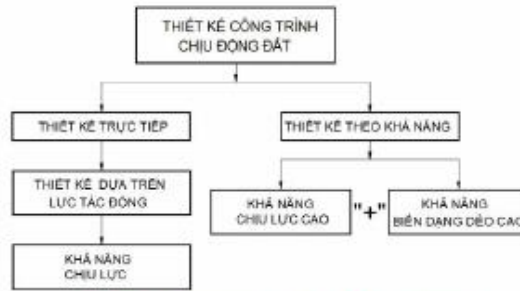 THIẾT KẾ CÔNG TRÌNH
CHỊU ĐỘNG ĐẤT
THIẾT KẾ TRỰC TIẾP
THIẾT KẾ THEO KHẢ NĂNG
THIẾT KẾ DỰA TRÊN
LỰC TÁC ĐỘNG
KHẢ NĂNG
CHỊU LỰC CAO
"+"
KHẢ NĂNG
BIẾN DẠNG DẺO CAO
KHẢ NĂNG
CHỊU LỰC